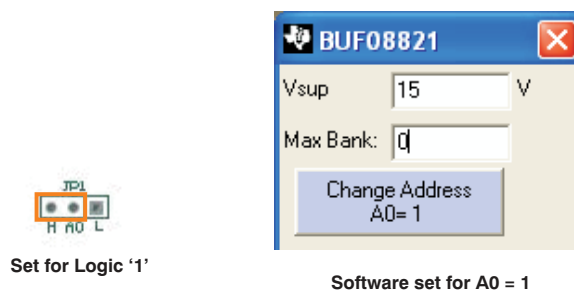 JP1
H A0 L
Set for Logic ‘1’
BUF08821
Vsup 15 V
Max Bank: 0
Change Address
A0= 1
Software set for A0 = 1